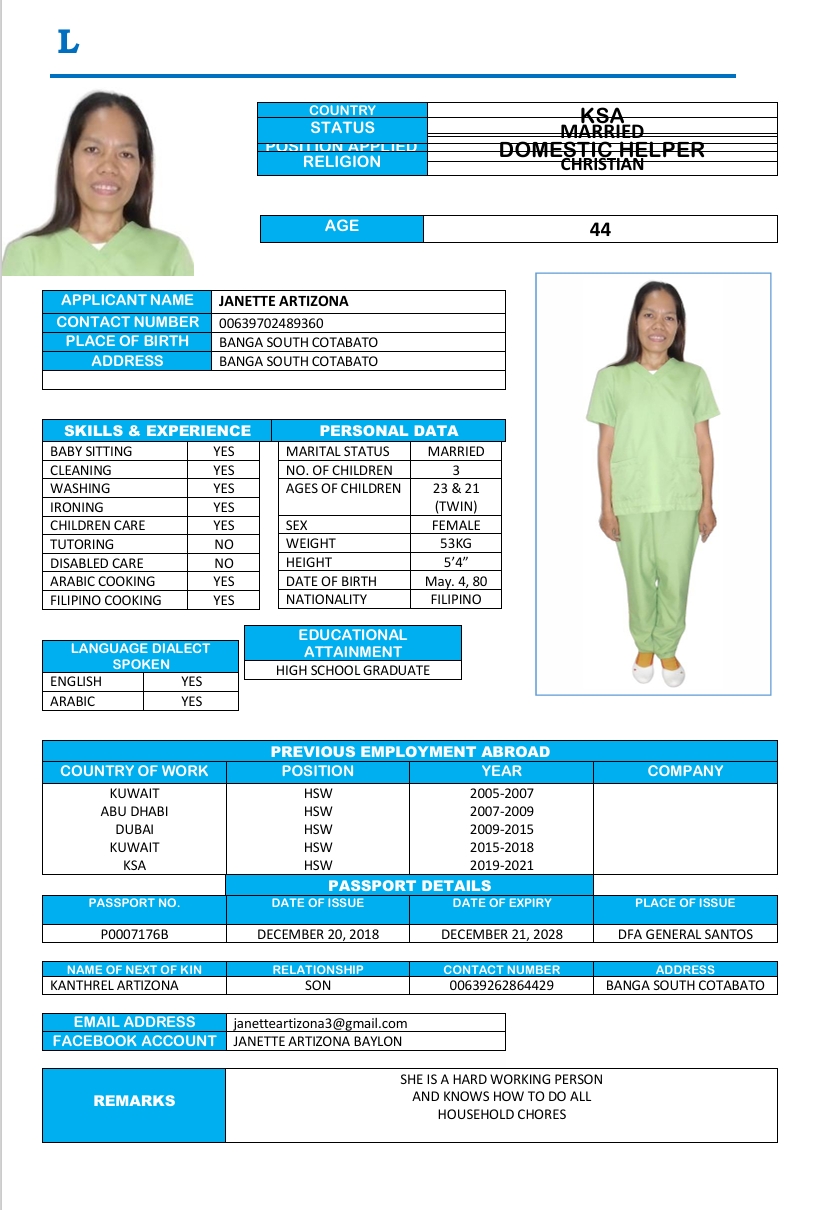 L
COUNTRY KSA
STATUS MARRIED
POSITION APPLIED DOMESTIC HELPER
RELIGION CHRISTIAN
AGE 44
APPLICANT NAME JANETTE ARTIZONA
CONTACT NUMBER 00639702489360
PLACE OF BIRTH BANGA SOUTH COTABATO
ADDRESS BANGA SOUTH COTABATO
SKILLS & EXPERIENCE PERSONAL DATA
BABY SITTING YES MARITAL STATUS MARRIED
CLEANING YES NO. OF CHILDREN 3
WASHING YES AGES OF CHILDREN 23 & 21
IRONING YES (TWIN)
CHILDREN CARE YES SEX FEMALE
TUTORING NO WEIGHT 53KG
DISABLED CARE NO HEIGHT 5’4”
ARABIC COOKING YES DATE OF BIRTH May. 4, 80
FILIPINO COOKING YES NATIONALITY FILIPINO
LANGUAGE DIALECT
SPOKEN
ENGLISH YES
ARABIC YES
EDUCATIONAL
ATTAINMENT
HIGH SCHOOL GRADUATE
PREVIOUS EMPLOYMENT ABROAD
COUNTRY OF WORK POSITION YEAR COMPANY
KUWAIT HSW 2005-2007
ABU DHABI HSW 2007-2009
DUBAI HSW 2009-2015
KUWAIT HSW 2015-2018
KSA HSW 2019-2021
PASSPORT DETAILS
PASSPORT NO. DATE OF ISSUE DATE OF EXPIRY PLACE OF ISSUE
P0007176B DECEMBER 20, 2018 DECEMBER 21, 2028 DFA GENERAL SANTOS
NAME OF NEXT OF KIN RELATIONSHIP CONTACT NUMBER ADDRESS
KANTHREL ARTIZONA SON 00639262864429 BANGA SOUTH COTABATO
EMAIL ADDRESS janetteartizona3@gmail.com
FACEBOOK ACCOUNT JANETTE ARTIZONA BAYLON
REMARKS
SHE IS A HARD WORKING PERSON
AND KNOWS HOW TO DO ALL
HOUSEHOLD CHORES